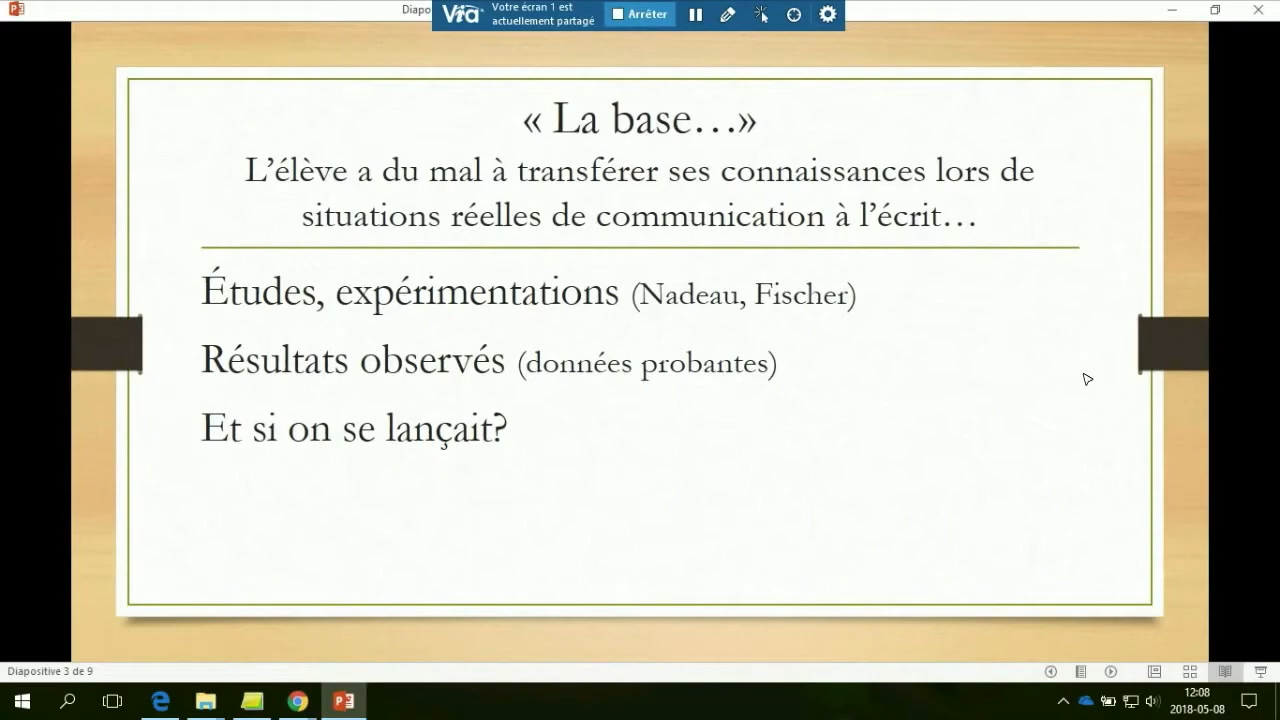 Diapo
Via
Votre écran 1 est
actuellement partagé
Arrêter
« La base…»
L’élève a du mal à transférer ses connaissances lors de
situations réelles de communication à l’écrit…
Études, expérimentations (Nadeau, Fischer)
Résultats observés (données probantes)
Et si on se lançait?
Diapositive 3 de 9
12:08
2018-05-08